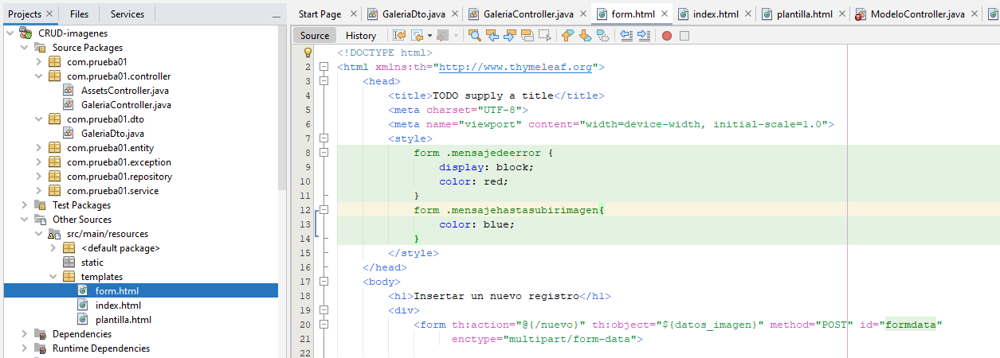 Projects × Files Services
CRUD-imagenes
Source Packages
com.prueba01
com.prueba01.controller
AssetsController.java
GaleriaController.java
com.prueba01.dto
GaleriaDto.java
com.prueba01.entity
com.prueba01.exception
com.prueba01.repository
com.prueba01.service
Test Packages
Other Sources
src/main/resources
<default package>
static
templates
form.html
index.html
plantilla.html
Dependencies
Runtime Dependencies
Start Page × GaleriaDto.java × GaleriaController.java × form.html × index.html × plantilla.html × ModeloController.java ×
Source History
<!DOCTYPE html>
2 <html xmlns:th="http://www.thymeleaf.org">
3 <head>
4 <title>TODO supply a title</title>
5 <meta charset="UTF-8">
6 <meta name="viewport" content="width=device-width, initial-scale=1.0">
7 <style>
8 form .mensajedeerror {
9 display: block;
10 color: red;
11 }
12 form .mensajehastasubirimagen{
13 color: blue;
14 }
15 </style>
16 </head>
17 <body>
18 <h1>Insertar un nuevo registro</h1>
19 <div>
20 <form th:action="@{/nuevo}" th:object="${datos_imagen}" method="POST" id="formdata"
21 enctype="multipart/form-data">
22